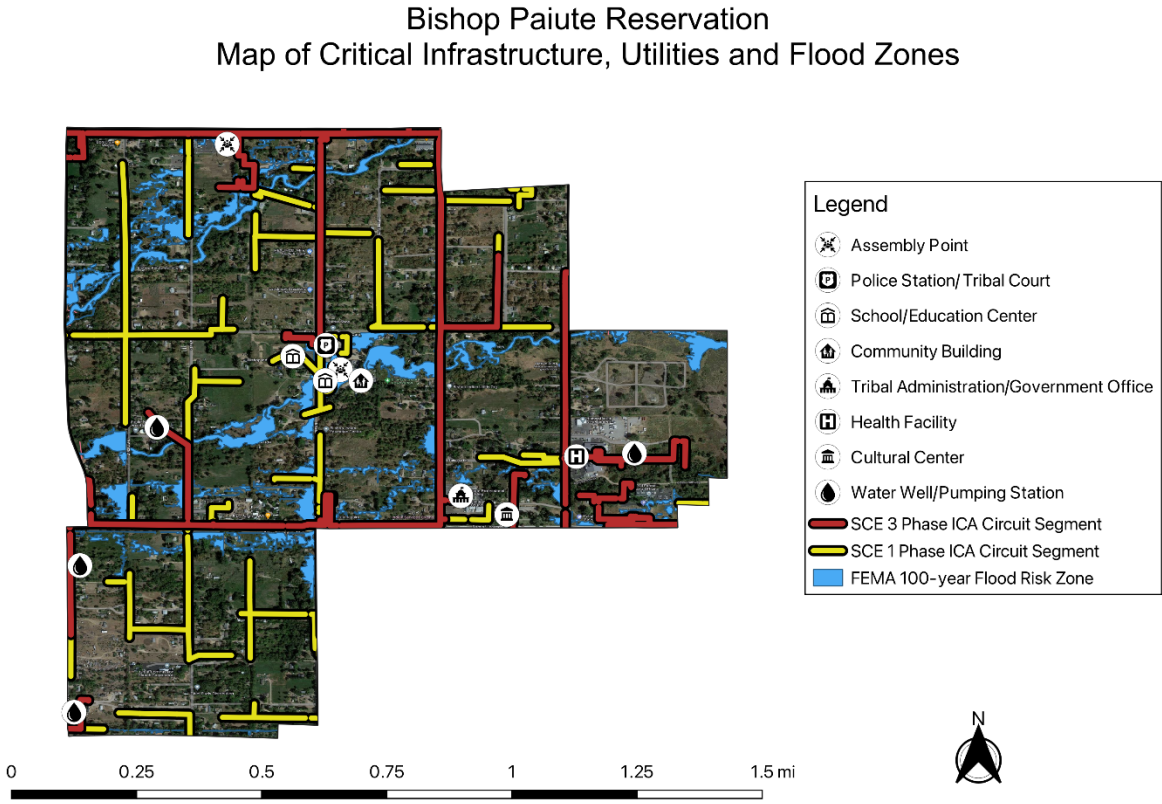 Bishop Paiute Reservation
Map of Critical Infrastructure, Utilities and Flood Zones
Legend
Assembly Point
P Police Station/ Tribal Court
School/Education Center
Community Building
Tribal Administration/Government Office
H Health Facility
Cultural Center
Water Well/Pumping Station
SCE 3 Phase ICA Circuit Segment
SCE 1 Phase ICA Circuit Segment
FEMA 100-year Flood Risk Zone
P
H
N
0 0.25 0.5 0.75 1 1.25 1.5 mi